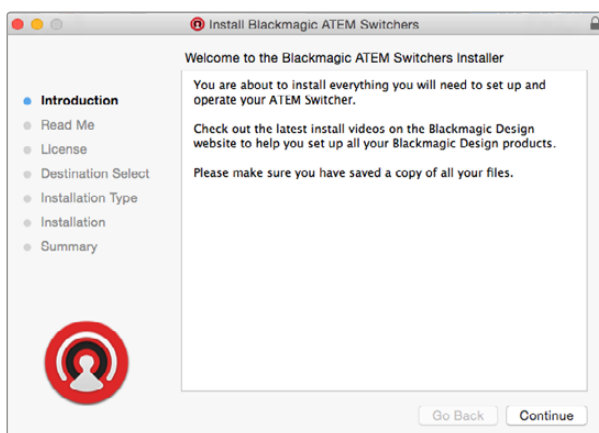 Install Blackmagic ATEM Switchers
Welcome to the Blackmagic ATEM Switchers Installer
Introduction
Read Me
License
Destination Select
Installation Type
Installation
Summary
You are about to install everything you will need to set up and
operate your ATEM Switcher.
Check out the latest install videos on the Blackmagic Design
website to help you set up all your Blackmagic Design products.
Please make sure you have saved a copy of all your files.
Go Back
Continue